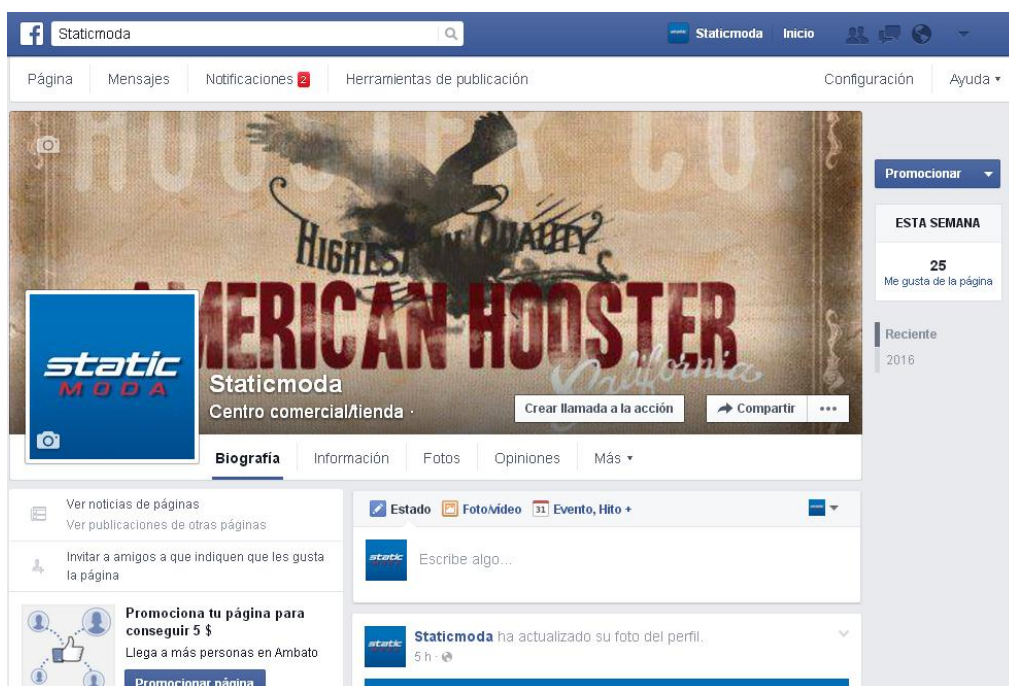 Staticmoda
Staticmoda Inicio
Página Mensajes Notificaciones 2 Herramientas de publicación Configuración Ayuda
HOOSTER CO.
HIGHEST IN QUALITY
AMERICAN HOOSTER
California
static
MODA
Staticmoda
Centro comercial/tienda ·
Crear llamada a la acción Compartir
Promocionar
ESTA SEMANA
25
Me gusta de la página
Reciente
2016
Biografía Información Fotos Opiniones Más
Ver noticias de páginas
Ver publicaciones de otras páginas
Invitar a amigos a que indiquen que les gusta
la página
Promociona tu página para
conseguir 5 $
Llega a más personas en Ambato
Promocionar página
Estado Foto/vídeo 31 Evento, Hito +
static
Escribe algo...
static
Staticmoda ha actualizado su foto del perfil.
5 h ·